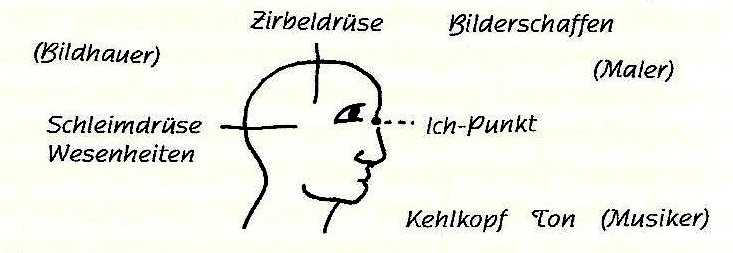 Zirbeldrüse Bilderschaffen
(Bildhauer)
(Maler)
Schleimdrüse
Wesenheiten
Ich-Punkt
Kehlkopf Ton (Musiker)